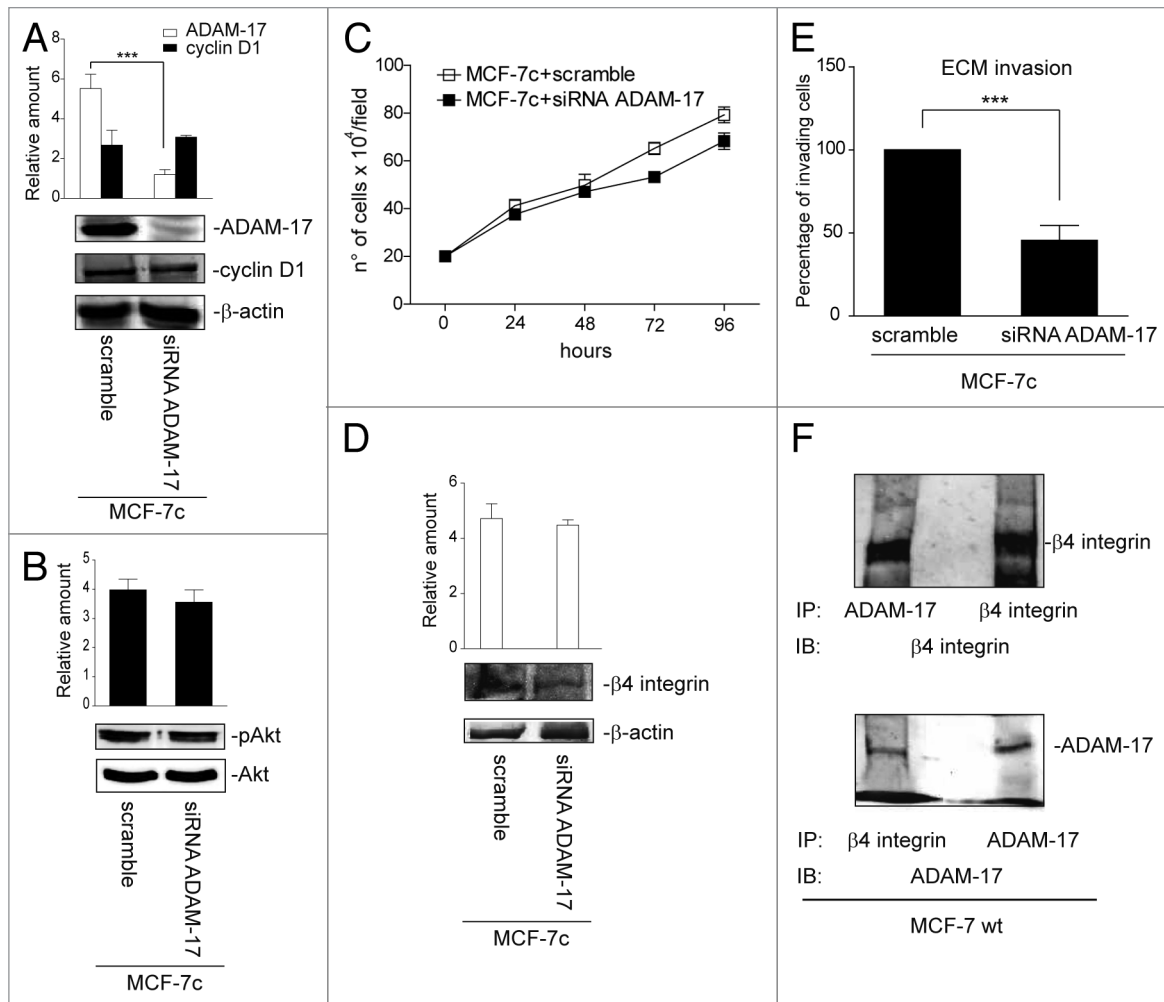 A
ADAM-17
cyclin D1
***
Relative amount
8
6
4
2
0
-ADAM-17
-cyclin D1
-β-actin
scramble
siRNA ADAM-17
MCF-7c
B
Relative amount
5
4
3
2
1
0
-pAkt
-Akt
scramble
siRNA ADAM-17
MCF-7c
C
MCF-7c+scramble
MCF-7c+siRNA ADAM-17
n° of cells x 10⁴/field
100
80
60
40
20
0
0 24 48 72 96
hours
D
Relative amount
6
4
2
0
-β4 integrin
-β-actin
scramble
siRNA ADAM-17
MCF-7c
E
ECM invasion
***
Percentage of invading cells
150
100
50
0
scramble siRNA ADAM-17
MCF-7c
F
-β4 integrin
IP: ADAM-17 β4 integrin
IB: β4 integrin
-ADAM-17
IP: β4 integrin ADAM-17
IB: ADAM-17
MCF-7 wt